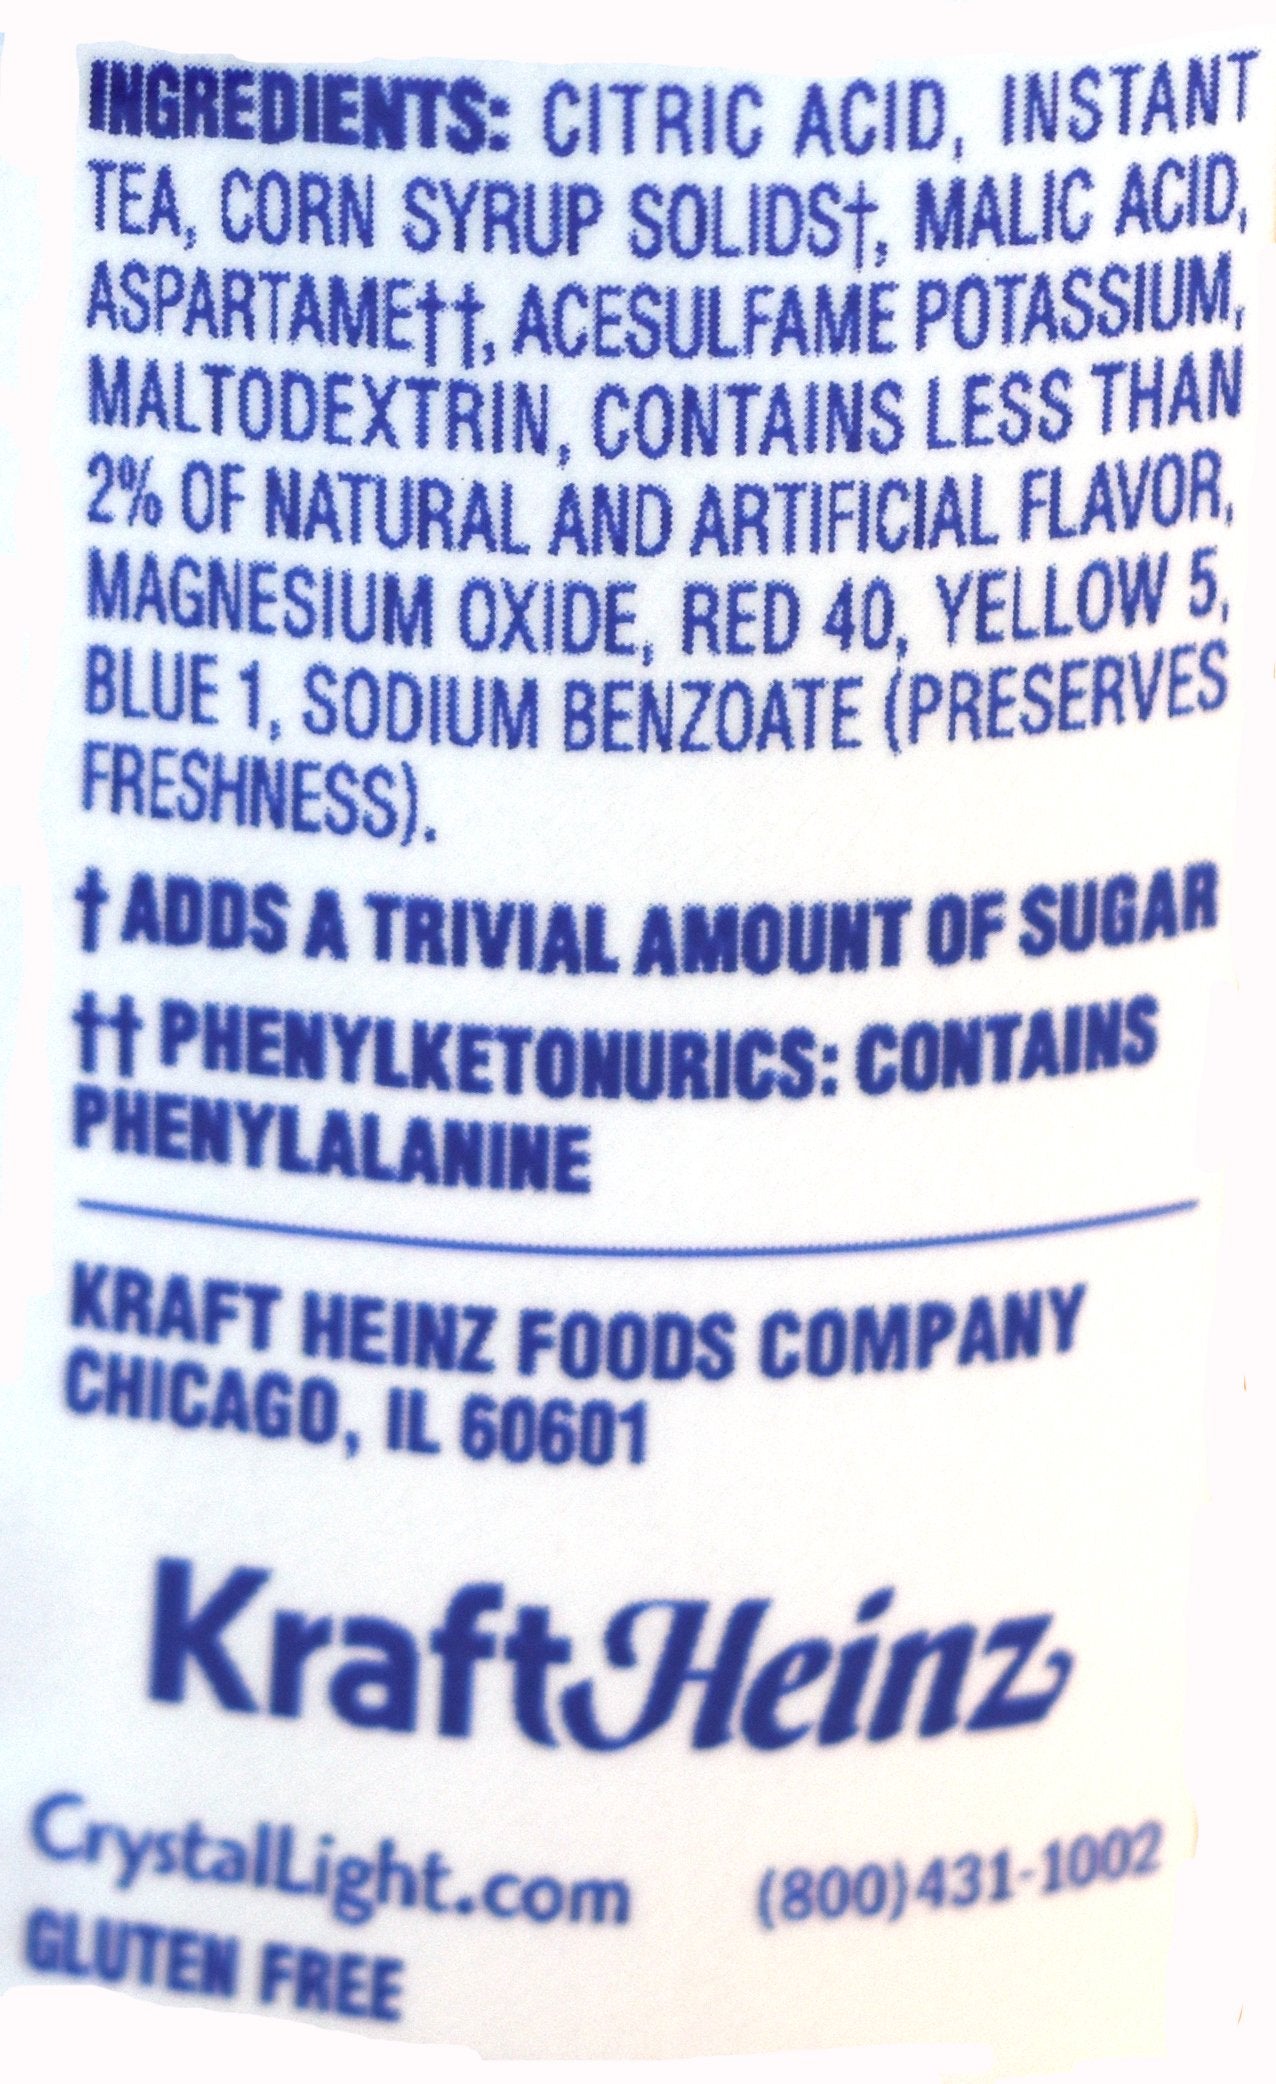 INGREDIENTS: CITRIC ACID, INSTANT
TEA, CORN SYRUP SOLIDS†, MALIC ACID,
ASPARTAME††, ACESULFAME POTASSIUM,
MALTODEXTRIN, CONTAINS LESS THAN
2% OF NATURAL AND ARTIFICIAL FLAVOR,
MAGNESIUM OXIDE, RED 40, YELLOW 5,
BLUE 1, SODIUM BENZOATE (PRESERVES
FRESHNESS).
† ADDS A TRIVIAL AMOUNT OF SUGAR
†† PHENYLKETONURICS: CONTAINS
PHENYLALANINE
KRAFT HEINZ FOODS COMPANY
CHICAGO, IL 60601
KraftHeinz
CrystalLight.com (800)431-1002
GLUTEN FREE